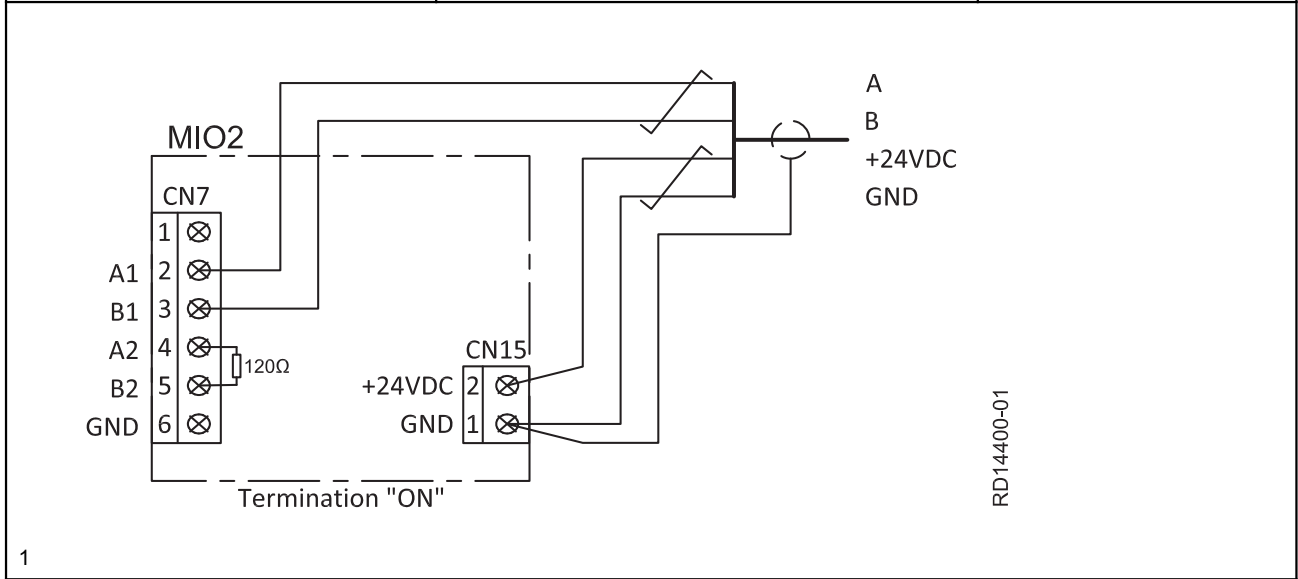 A
B
+24VDC
GND
MIO2
CN7
1
A1 2
B1 3
A2 4
B2 5
GND 6
120Ω
CN15
+24VDC 2
GND 1
Termination "ON"
RD14400-01
1